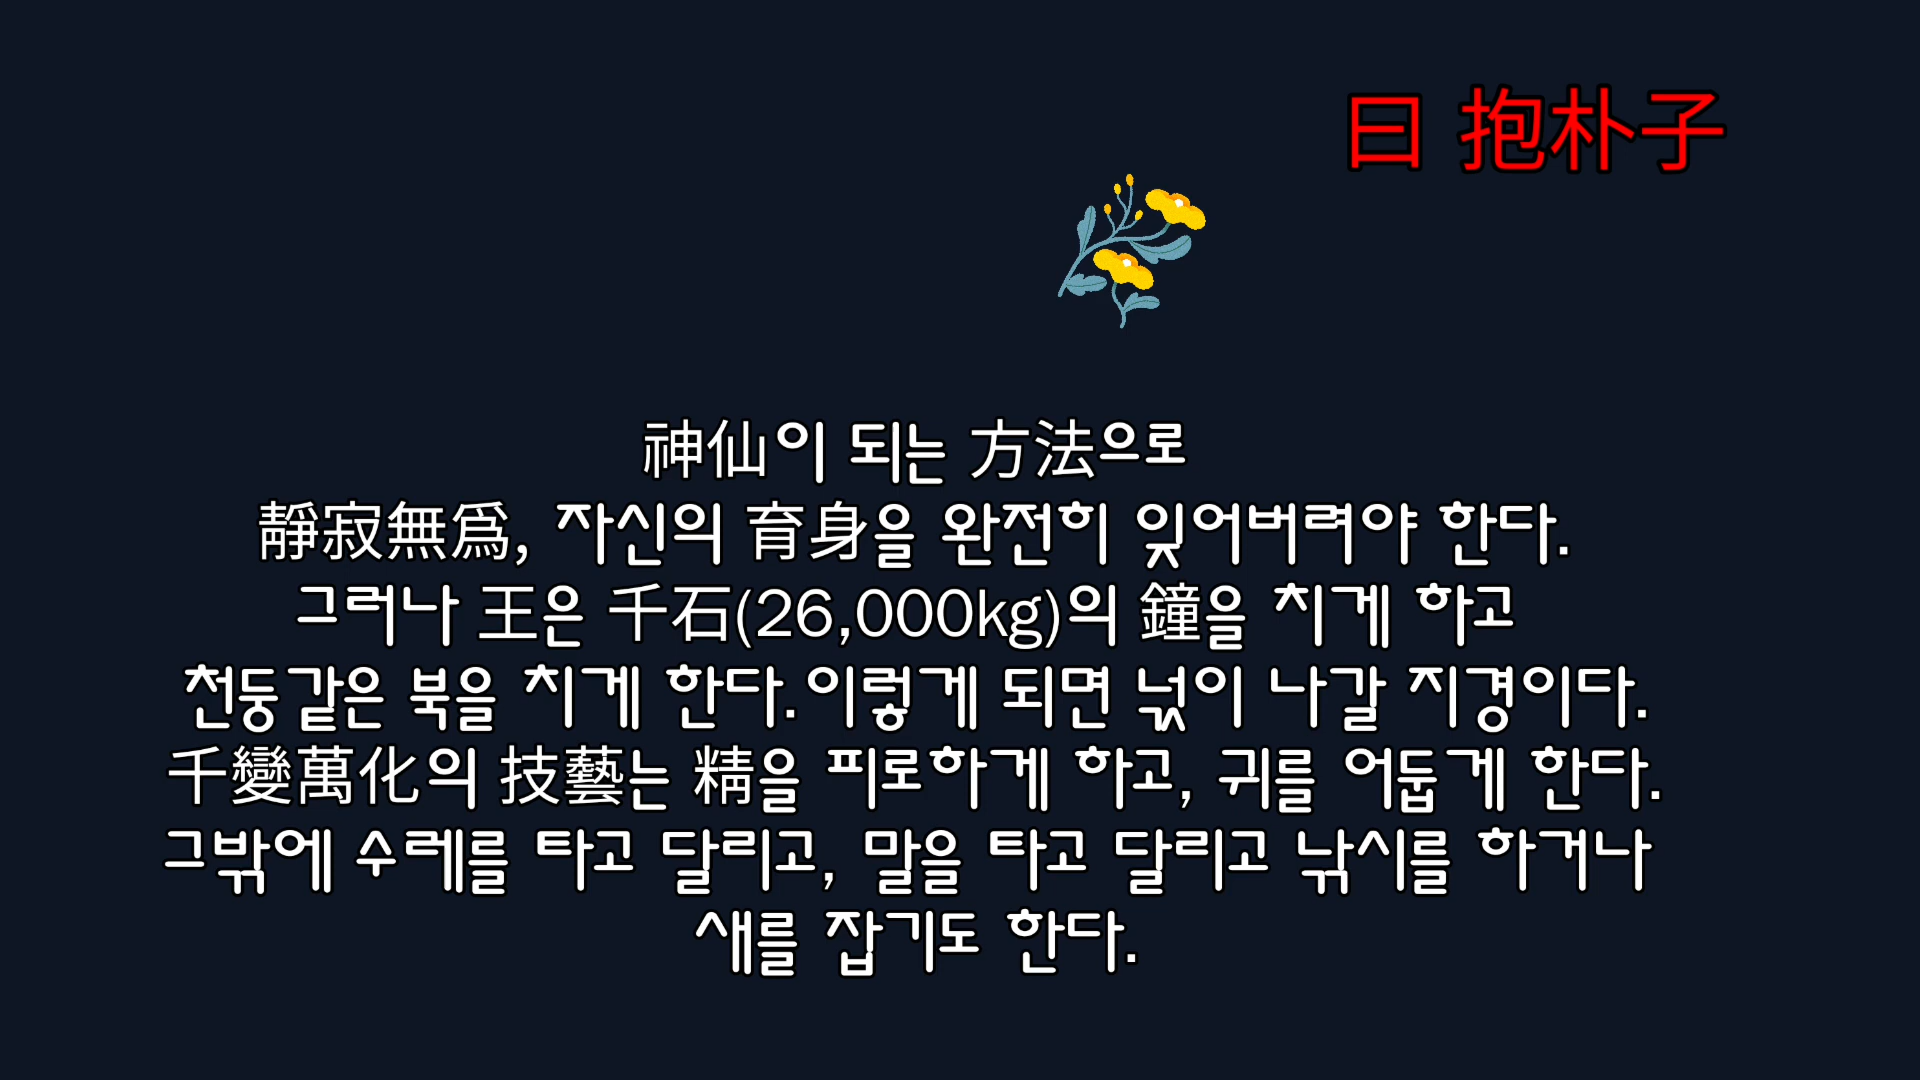 曰 抱朴子
神仙이 되는 方法으로
靜寂無爲, 자신의 育身을 완전히 잊어버려야 한다.
그러나 王은 千石(26,000kg)의 鐘을 치게 하고
천둥같은 북을 치게 한다.이렇게 되면 넋이 나갈 지경이다.
千變萬化의 技藝는 精을 피로하게 하고, 귀를 어둡게 한다.
그밖에 수레를 타고 달리고, 말을 타고 달리고 낚시를 하거나
새를 잡기도 한다.